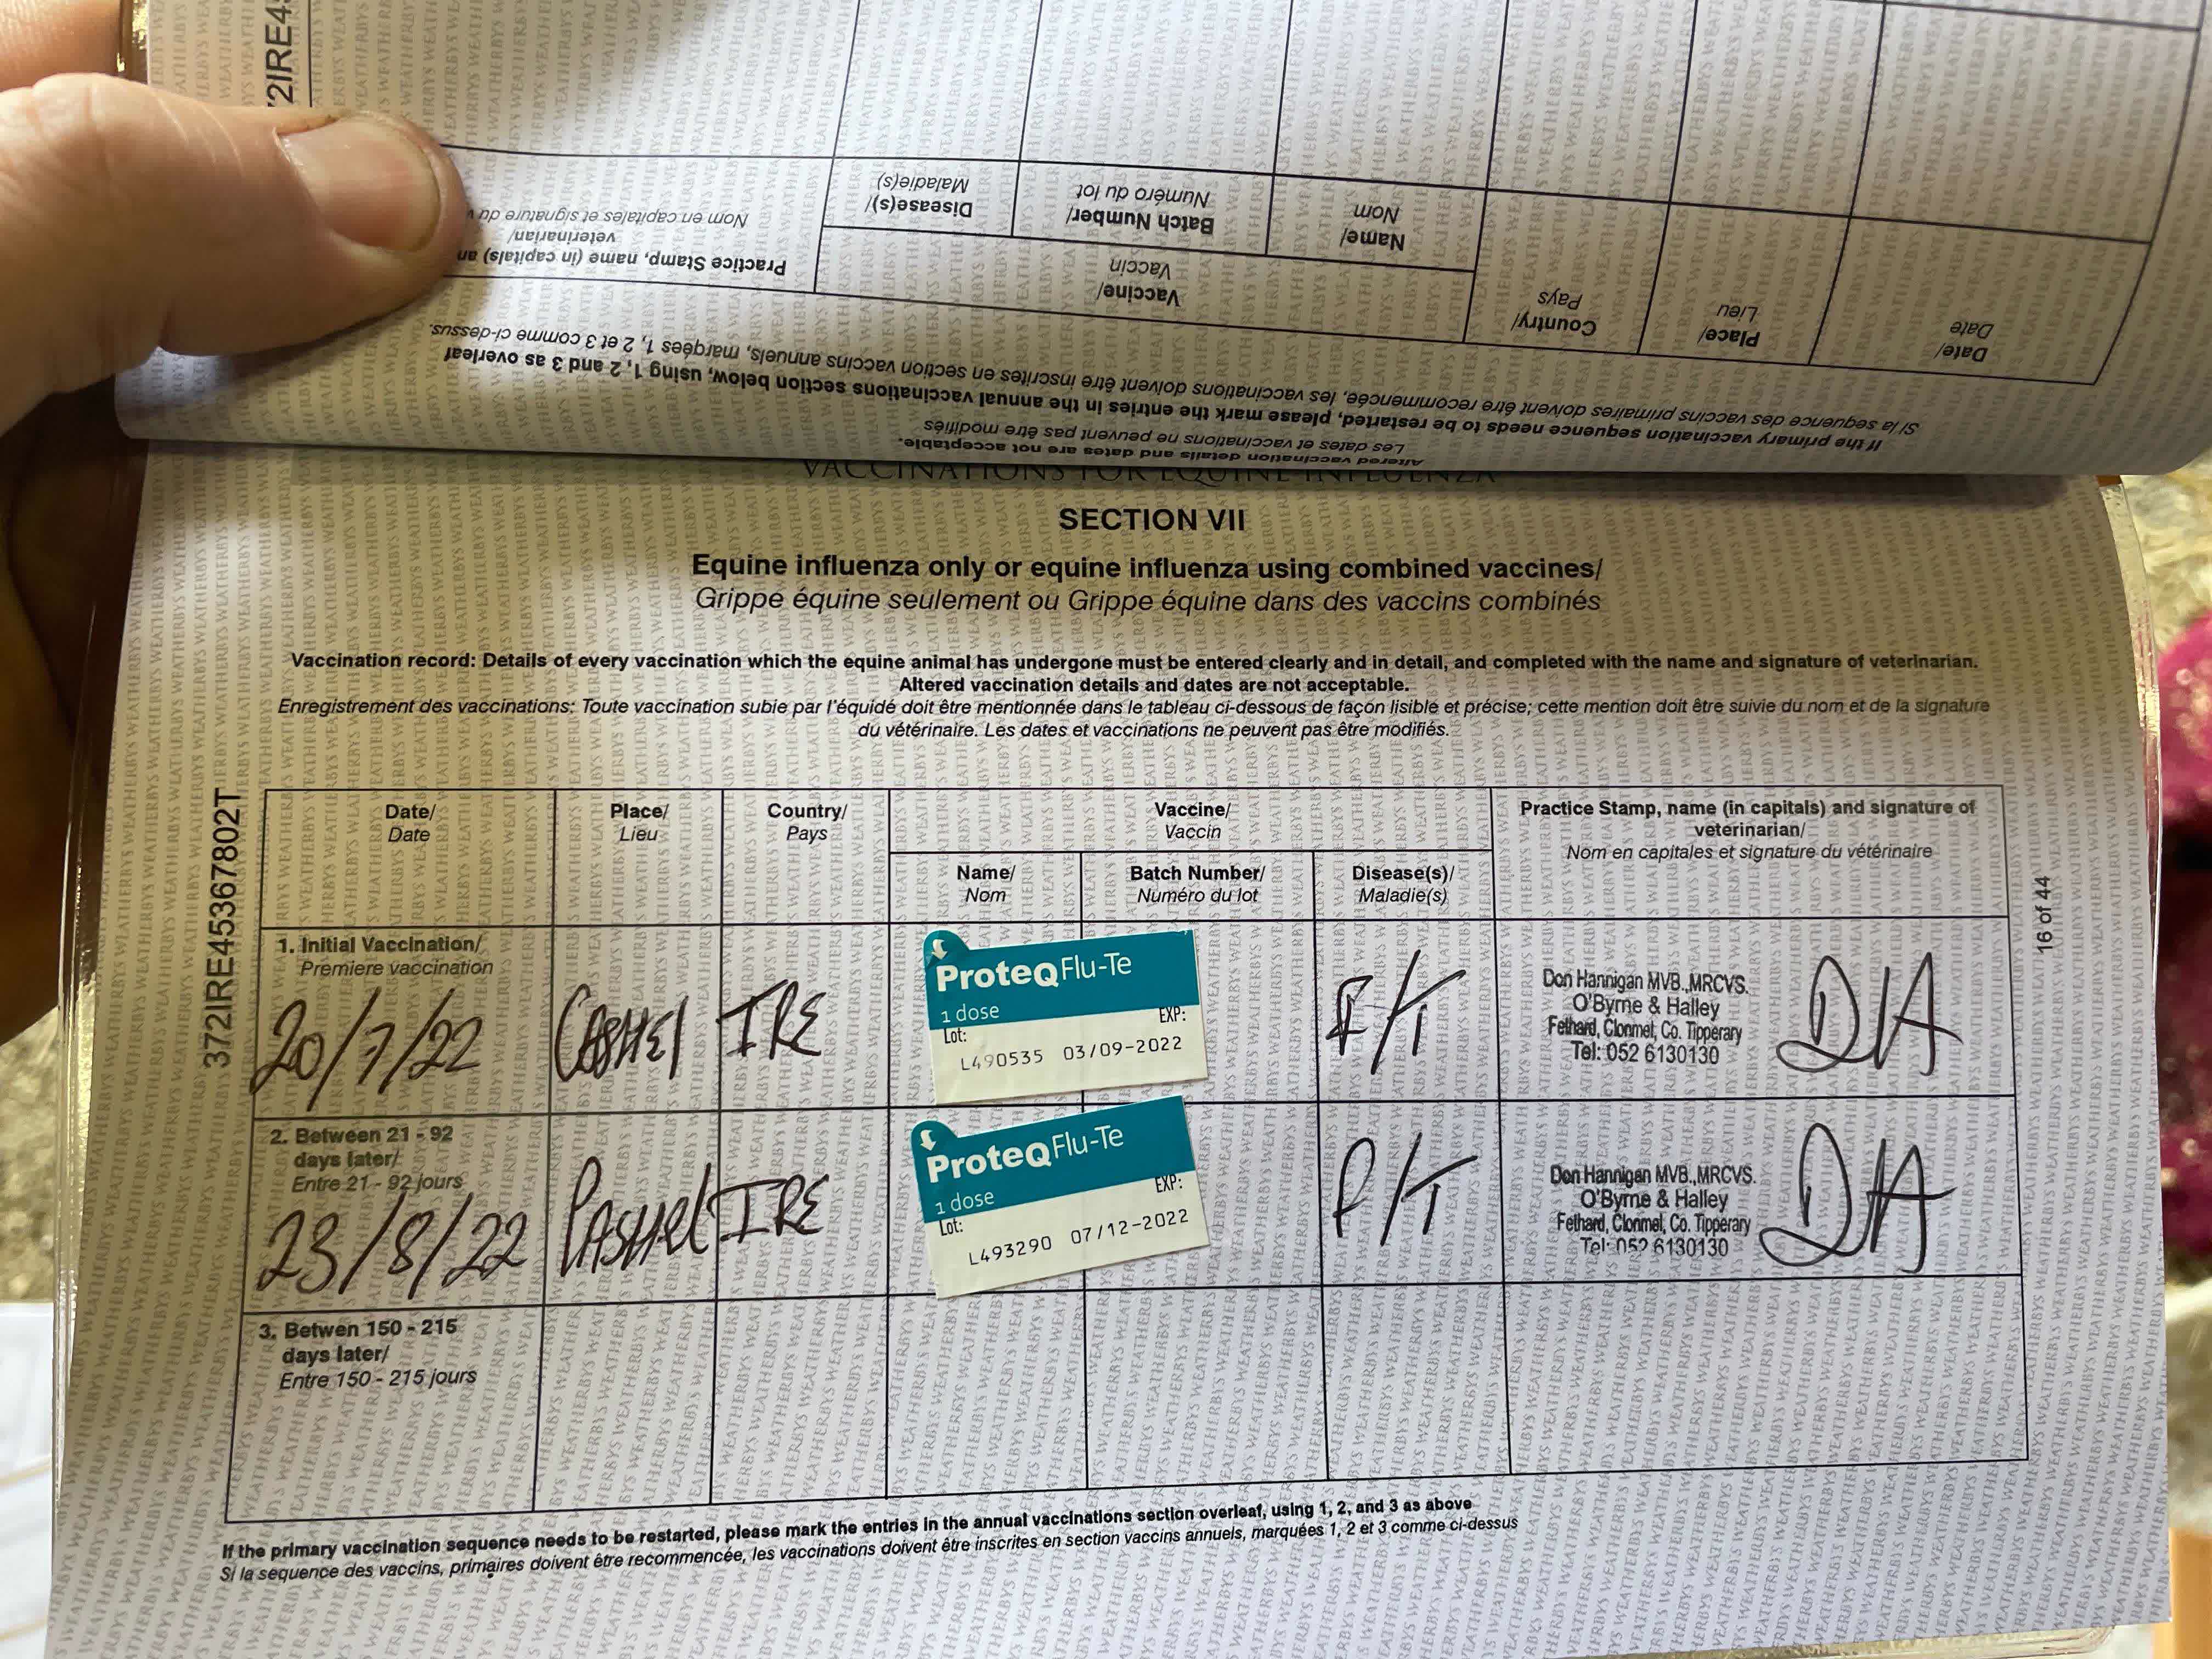 72IRE45
Altered vaccination details and dates are not acceptable.
Les dates et vaccinations ne peuvent pas être modifiés
If the primary vaccination sequence needs to be restarted, please mark the entries in the annual vaccinations section below, using 1, 2 and 3 as overleaf
Si la séquence des vaccins primaires doivent être recommencée, les vaccinations doivent être inscrites en section vaccins annuels, marquées 1, 2 et 3 comme ci-dessus.
Date/
Date
Place/
Lieu
Country/
Pays
Vaccine/
Vaccin
Name/
Nom
Batch Number/
Numéro du lot
Disease(s)/
Maladie(s)
Practice Stamp, name (in capitals) an
veterinarian/
Nom en capitales et signature du v
VACCINATIONS FOR EQUINE INFLUENZA
SECTION VII
Equine influenza only or equine influenza using combined vaccines/
Grippe équine seulement ou Grippe équine dans des vaccins combinés
Vaccination record: Details of every vaccination which the equine animal has undergone must be entered clearly and in detail, and completed with the name and signature of veterinarian.
Altered vaccination details and dates are not acceptable.
Enregistrement des vaccinations: Toute vaccination subie par l'équidé doit être mentionnée dans le tableau ci-dessous de façon lisible et précise; cette mention doit être suivie du nom et de la signature
du vétérinaire. Les dates et vaccinations ne peuvent pas être modifiés.
372IRE45367802T
Date/
Date
Place/
Lieu
Country/
Pays
Vaccine/
Vaccin
Name/
Nom
Batch Number/
Numéro du lot
Disease(s)/
Maladie(s)
Practice Stamp, name (in capitals) and signature of
veterinarian/
Nom en capitales et signature du vétérinaire
16 of 44
1. Initial Vaccination/
Premiere vaccination
20/7/22
CASHEl
IRE
ProteqFlu-Te
1 dose
Lot:
EXP:
L490535 03/09-2022
F/T
Don Hannigan MVB.,MRCVS.
O'Byrne & Halley
Fethard, Clonmel, Co. Tipperary
Tel: 052 6130130
DH
2. Between 21 - 92
days later/
Entre 21 - 92 jours
23/8/22
CASHEl
IRE
ProteqFlu-Te
1 dose
Lot:
EXP:
L493290 07/12-2022
F/T
Don Hannigan MVB.,MRCVS.
O'Byrne & Halley
Fethard, Clonmel, Co. Tipperary
Tel: 052 6130130
DH
3. Betwen 150 - 215
days later/
Entre 150 - 215 jours
If the primary vaccination sequence needs to be restarted, please mark the entries in the annual vaccinations section overleaf, using 1, 2, and 3 as above
Si la séquence des vaccins, primaires doivent être recommencée, les vaccinations doivent être inscrites en section vaccins annuels, marquées 1, 2 et 3 comme ci-dessus
WEATHERBYS